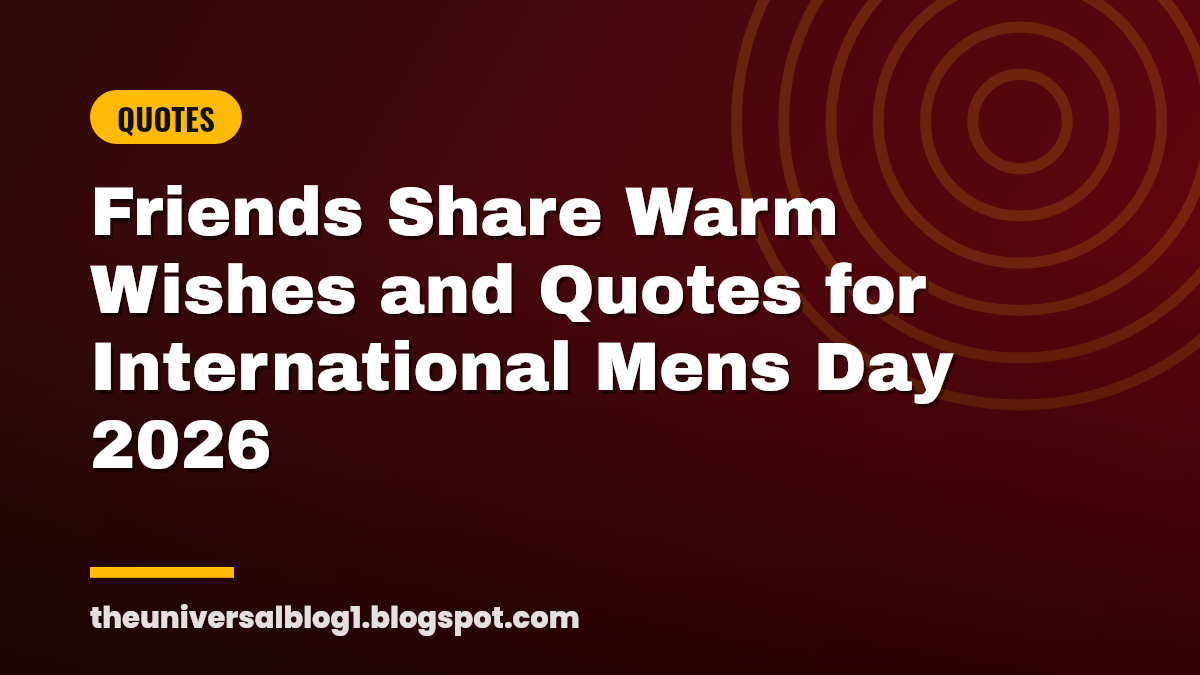 QUOTES
Friends Share Warm
Wishes and Quotes for
International Mens Day
2026
theuniversalblog1.blogspot.com